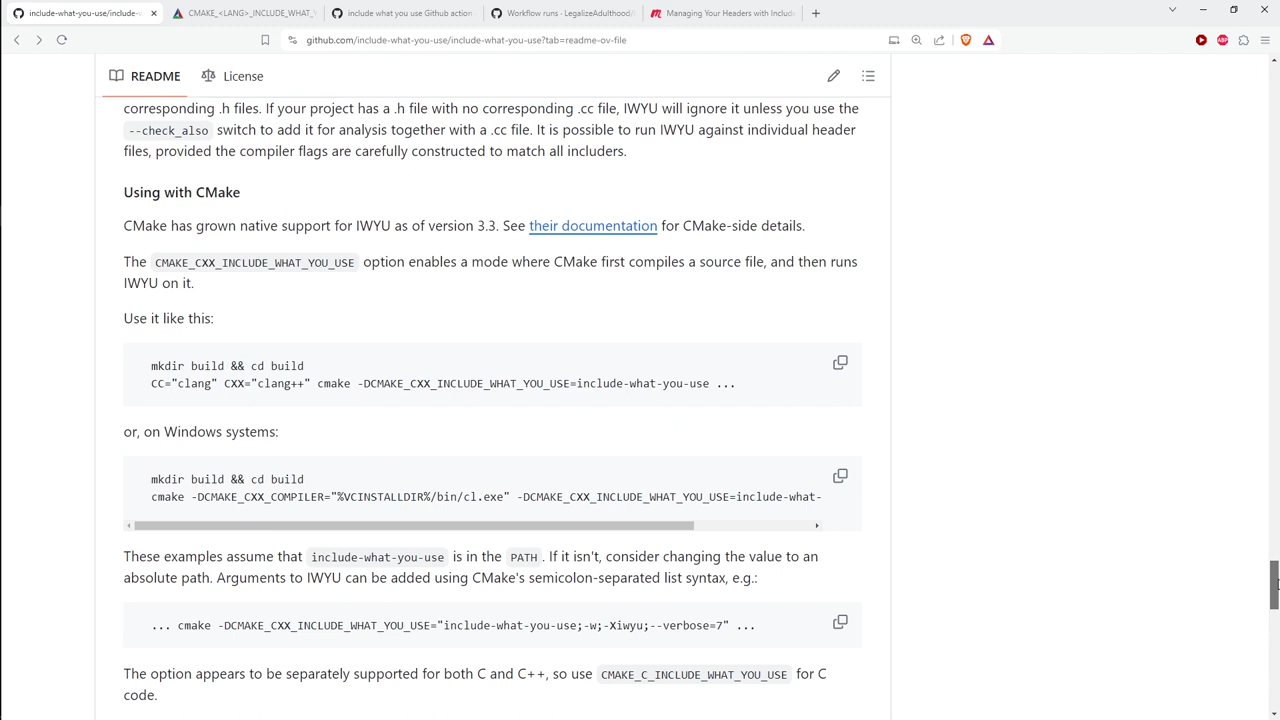 include-what-you-use/include-
CMAKE_<LANG>_INCLUDE_WHAT_Y
include what you use Github action
Workflow runs · LegalizeAdulthood/
Managing Your Headers with Includ
github.com/include-what-you-use/include-what-you-use?tab=readme-ov-file
README
License
corresponding .h files. If your project has a .h file with no corresponding .cc file, IWYU will ignore it unless you use the
--check_also switch to add it for analysis together with a .cc file. It is possible to run IWYU against individual header
files, provided the compiler flags are carefully constructed to match all includers.
Using with CMake
CMake has grown native support for IWYU as of version 3.3. See their documentation for CMake-side details.
The CMAKE_CXX_INCLUDE_WHAT_YOU_USE option enables a mode where CMake first compiles a source file, and then runs
IWYU on it.
Use it like this:
mkdir build && cd build
CC="clang" CXX="clang++" cmake -DCMAKE_CXX_INCLUDE_WHAT_YOU_USE=include-what-you-use ...
or, on Windows systems:
mkdir build && cd build
cmake -DCMAKE_CXX_COMPILER="%VCINSTALLDIR%/bin/cl.exe" -DCMAKE_CXX_INCLUDE_WHAT_YOU_USE=include-what-
These examples assume that include-what-you-use is in the PATH. If it isn't, consider changing the value to an
absolute path. Arguments to IWYU can be added using CMake's semicolon-separated list syntax, e.g.:
... cmake -DCMAKE_CXX_INCLUDE_WHAT_YOU_USE="include-what-you-use;-w;-Xiwyu;--verbose=7" ...
The option appears to be separately supported for both C and C++, so use CMAKE_C_INCLUDE_WHAT_YOU_USE for C
code.